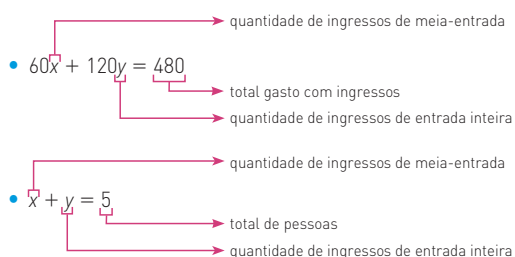 quantidade de ingressos de meia-entrada
• 60x + 120y = 480
total gasto com ingressos
quantidade de ingressos de entrada inteira
quantidade de ingressos de meia-entrada
• x + y = 5
total de pessoas
quantidade de ingressos de entrada inteira